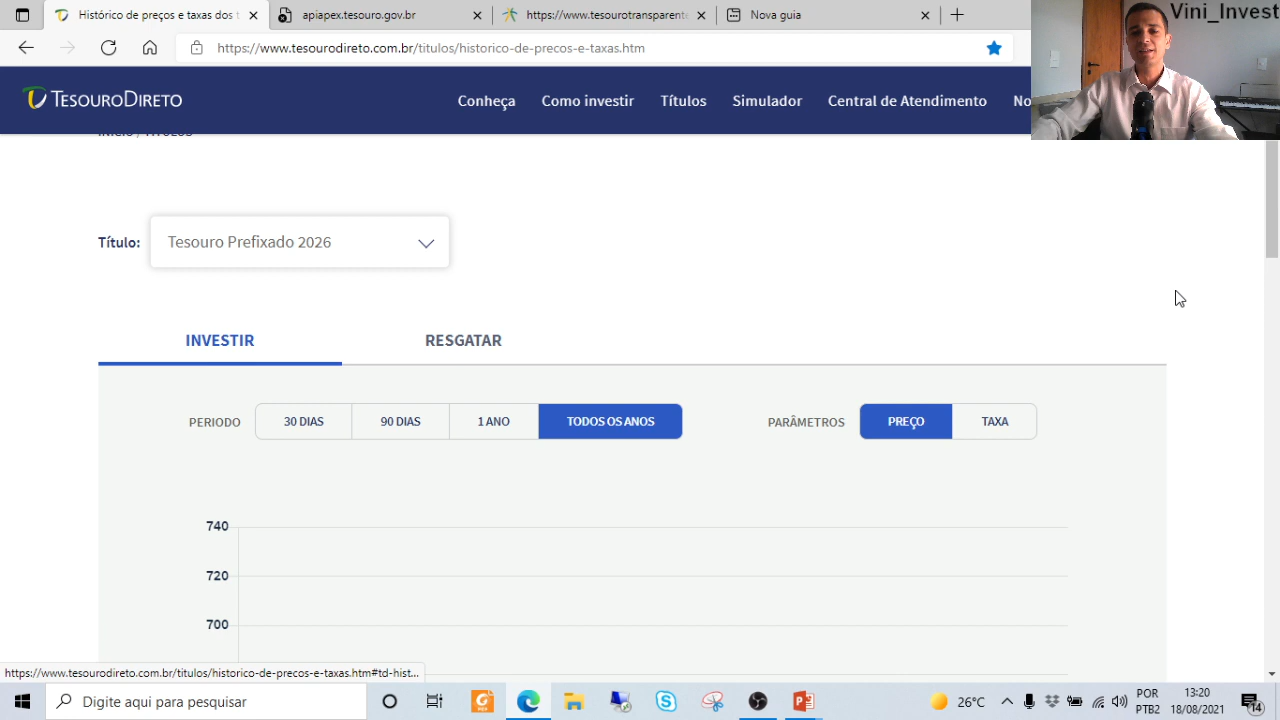 Histórico de preços e taxas dos t
apiapex.tesouro.gov.br
https://www.tesourotransparente
Nova guia
Vini_Invest
https://www.tesourodireto.com.br/titulos/historico-de-precos-e-taxas.htm
TESOURODIRETO
Conheça
Como investir
Títulos
Simulador
Central de Atendimento
No
INÍCIO / TÍTULOS
Título:
Tesouro Prefixado 2026
INVESTIR
RESGATAR
PERIODO
30 DIAS
90 DIAS
1 ANO
TODOS OS ANOS
PARÂMETROS
PREÇO
TAXA
740
720
700
https://www.tesourodireto.com.br/titulos/historico-de-precos-e-taxas.htm#td-hist...
Digite aqui para pesquisar
26°C
POR
PTB2
13:20
18/08/2021
14